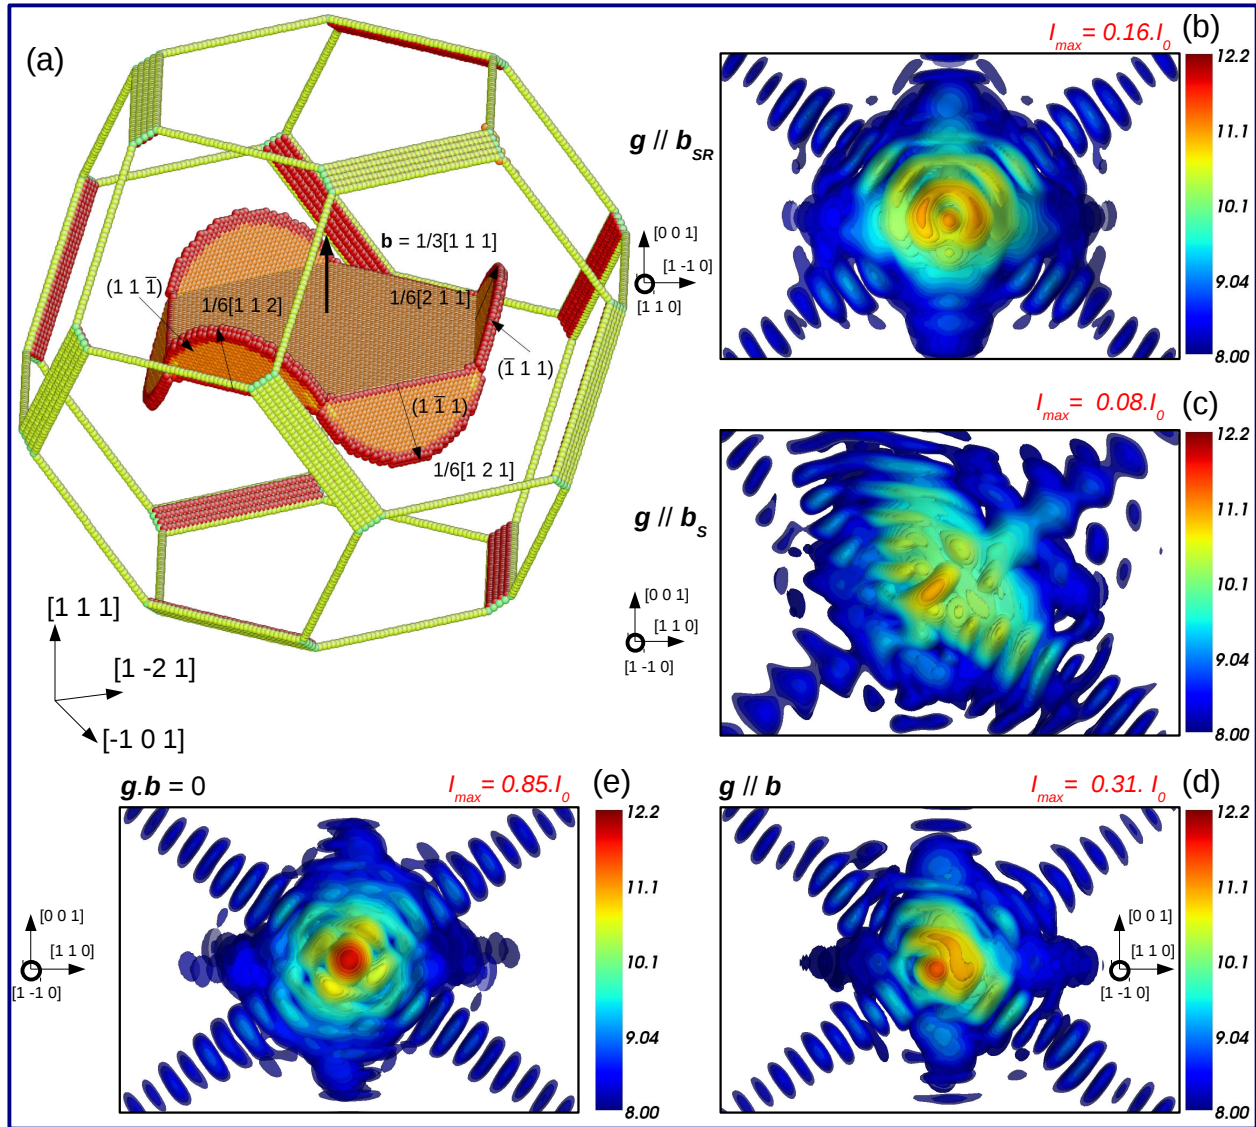 (a)
b = 1/3[1 1 1]
(1 1 1̅)
1/6[1 1 2]
1/6[2 1 1]
(1̅ 1 1)
(1 1̅ 1)
1/6[1 2 1]
[1 1 1]
[1 -2 1]
[-1 0 1]
I_max = 0.16.I_0
(b)
g // b_SR
[0 0 1]
[1 -1 0]
[1 1 0]
12.2
11.1
10.1
9.04
8.00
I_max = 0.08.I_0
(c)
g // b_S
[0 0 1]
[1 1 0]
[1 -1 0]
12.2
11.1
10.1
9.04
8.00
g.b = 0
I_max = 0.85.I_0
(e)
[0 0 1]
[1 1 0]
[1 -1 0]
12.2
11.1
10.1
9.04
8.00
g // b
I_max = 0.31. I_0
(d)
[0 0 1]
[1 1 0]
[1 -1 0]
12.2
11.1
10.1
9.04
8.00